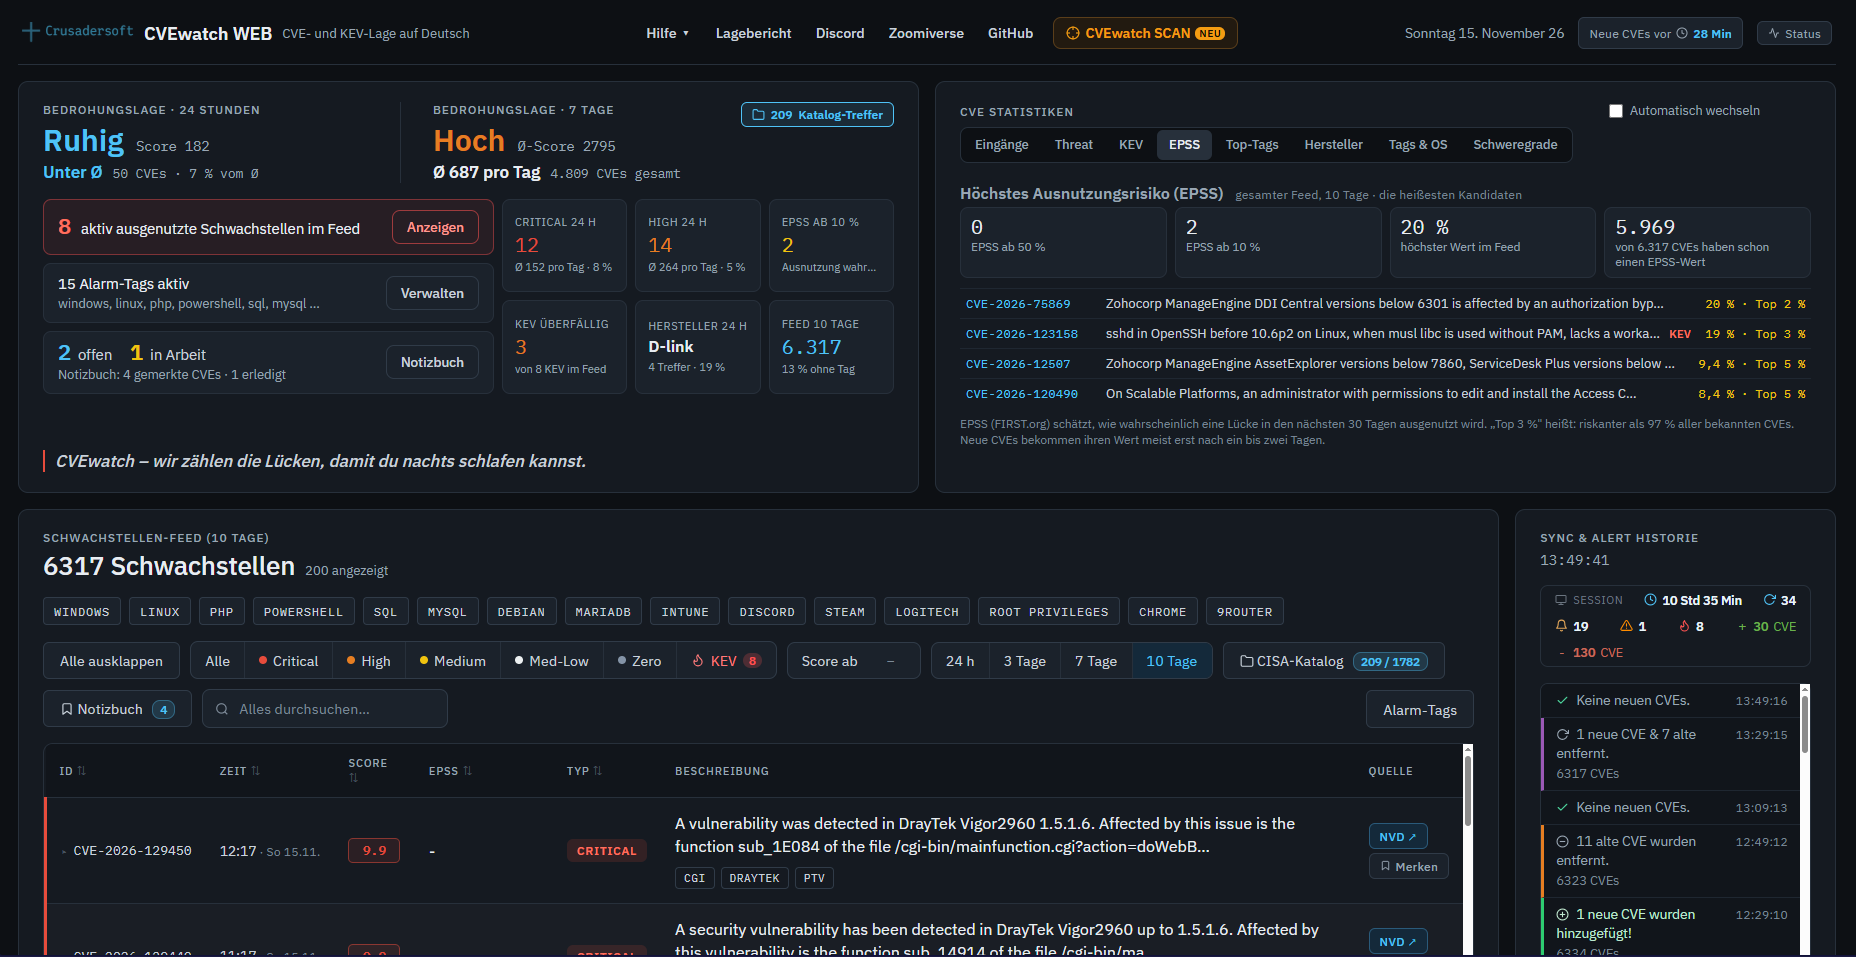 Crusadersoft CVEwatch WEB CVE- und KEV-Lage auf Deutsch
Hilfe ▼ Lagebericht Discord Zoomiverse GitHub CVEwatch SCAN NEU
Sonntag 15. November 26 Neue CVEs vor 28 Min Status
BEDROHUNGSLAGE · 24 STUNDEN
Ruhig Score 182
Unter Ø 50 CVEs · 7 % vom Ø
BEDROHUNGSLAGE · 7 TAGE
209 Katalog-Treffer
Hoch Ø-Score 2795
Ø 687 pro Tag 4.809 CVEs gesamt
8 aktiv ausgenutzte Schwachstellen im Feed Anzeigen
15 Alarm-Tags aktiv
windows, linux, php, powershell, sql, mysql ...
Verwalten
2 offen 1 in Arbeit
Notizbuch: 4 gemerkte CVEs · 1 erledigt
Notizbuch
CRITICAL 24 H
12
Ø 152 pro Tag · 8 %
HIGH 24 H
14
Ø 264 pro Tag · 5 %
EPSS AB 10 %
2
Ausnutzung wahr...
KEV ÜBERFÄLLIG
3
von 8 KEV im Feed
HERSTELLER 24 H
D-link
4 Treffer · 19 %
FEED 10 TAGE
6.317
13 % ohne Tag
CVEwatch – wir zählen die Lücken, damit du nachts schlafen kannst.
CVE STATISTIKEN
Automatisch wechseln
Eingänge Threat KEV EPSS Top-Tags Hersteller Tags & OS Schweregrade
Höchstes Ausnutzungsrisiko (EPSS) gesamter Feed, 10 Tage · die heißesten Kandidaten
0
EPSS ab 50 %
2
EPSS ab 10 %
20 %
höchster Wert im Feed
5.969
von 6.317 CVEs haben schon
einen EPSS-Wert
CVE-2026-75869 Zohocorp ManageEngine DDI Central versions below 6301 is affected by an authorization byp... 20 % · Top 2 %
CVE-2026-123158 sshd in OpenSSH before 10.6p2 on Linux, when musl libc is used without PAM, lacks a worka... KEV 19 % · Top 3 %
CVE-2026-12507 Zohocorp ManageEngine AssetExplorer versions below 7860, ServiceDesk Plus versions below ... 9,4 % · Top 5 %
CVE-2026-120490 On Scalable Platforms, an administrator with permissions to edit and install the Access C... 8,4 % · Top 5 %
EPSS (FIRST.org) schätzt, wie wahrscheinlich eine Lücke in den nächsten 30 Tagen ausgenutzt wird. „Top 3 %" heißt: riskanter als 97 % aller bekannten CVEs.
Neue CVEs bekommen ihren Wert meist erst nach ein bis zwei Tagen.
SCHWACHSTELLEN-FEED (10 TAGE)
6317 Schwachstellen 200 angezeigt
WINDOWS LINUX PHP POWERSHELL SQL MYSQL DEBIAN MARIADB INTUNE DISCORD STEAM LOGITECH ROOT PRIVILEGES CHROME 9ROUTER
Alle ausklappen Alle Critical High Medium Med-Low Zero KEV 8 Score ab – 24 h 3 Tage 7 Tage 10 Tage CISA-Katalog 209 / 1782
Notizbuch 4 Alles durchsuchen... Alarm-Tags
ID ZEIT SCORE EPSS TYP BESCHREIBUNG QUELLE
CVE-2026-129450 12:17 · So 15.11. 9.9 - CRITICAL
A vulnerability was detected in DrayTek Vigor2960 1.5.1.6. Affected by this issue is the
function sub_1E084 of the file /cgi-bin/mainfunction.cgi?action=doWebB...
CGI DRAYTEK PTV
NVD ↗
Merken
A security vulnerability has been detected in DrayTek Vigor2960 up to 1.5.1.6. Affected by
this vulnerability is the function sub_14914 of the file /cgi-bin/ma
NVD ↗
SYNC & ALERT HISTORIE
13:49:41
SESSION 10 Std 35 Min 34
19 1 8 + 30 CVE
- 130 CVE
Keine neuen CVEs. 13:49:16
1 neue CVE & 7 alte 13:29:15
entfernt.
6317 CVEs
Keine neuen CVEs. 13:09:13
11 alte CVE wurden 12:49:12
entfernt.
6323 CVEs
1 neue CVE wurden 12:29:10
hinzugefügt!
6334 CVEs